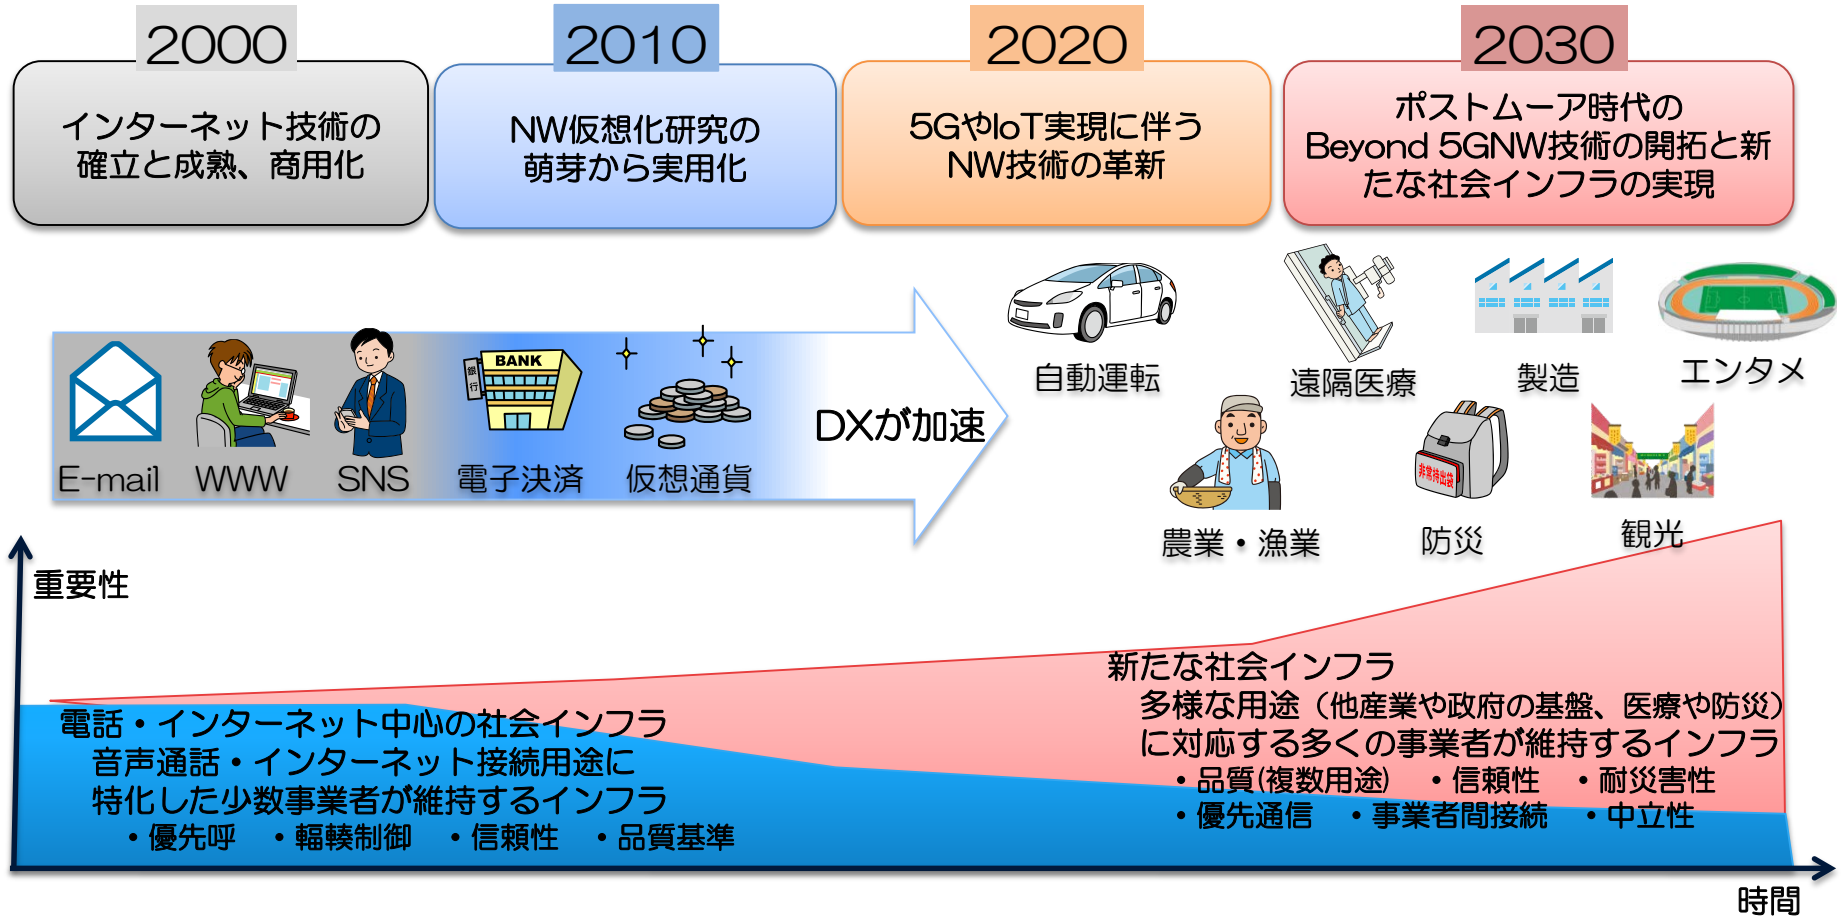 2000
2010
2020
2030
インターネット技術の
確立と成熟、商用化
NW仮想化研究の
萌芽から実用化
5GやIoT実現に伴う
NW技術の革新
ポストムーア時代の
Beyond 5GNW技術の開拓と新
たな社会インフラの実現
BANK
銀行
E-mail
WWW
SNS
電子決済
仮想通貨
DXが加速
自動運転
遠隔医療
製造
エンタメ
非常持出袋
農業・漁業
防災
観光
重要性
新たな社会インフラ
多様な用途（他産業や政府の基盤、医療や防災）
に対応する多くの事業者が維持するインフラ
・品質(複数用途)　・信頼性　・耐災害性
・優先通信　・事業者間接続　・中立性
電話・インターネット中心の社会インフラ
音声通話・インターネット接続用途に
特化した少数事業者が維持するインフラ
・優先呼　・輻輳制御　・信頼性　・品質基準
時間